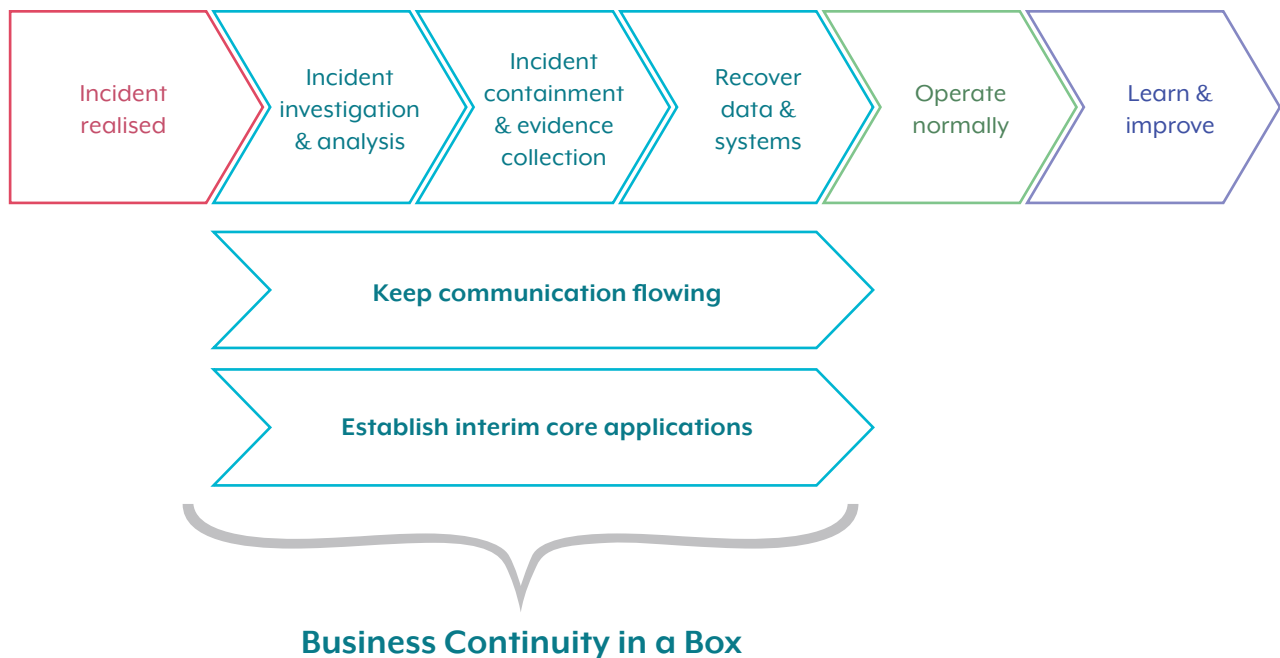 Incident
realised
Incident
investigation
& analysis
Incident
containment
& evidence
collection
Recover
data &
systems
Operate
normally
Learn &
improve
Keep communication flowing
Establish interim core applications
Business Continuity in a Box